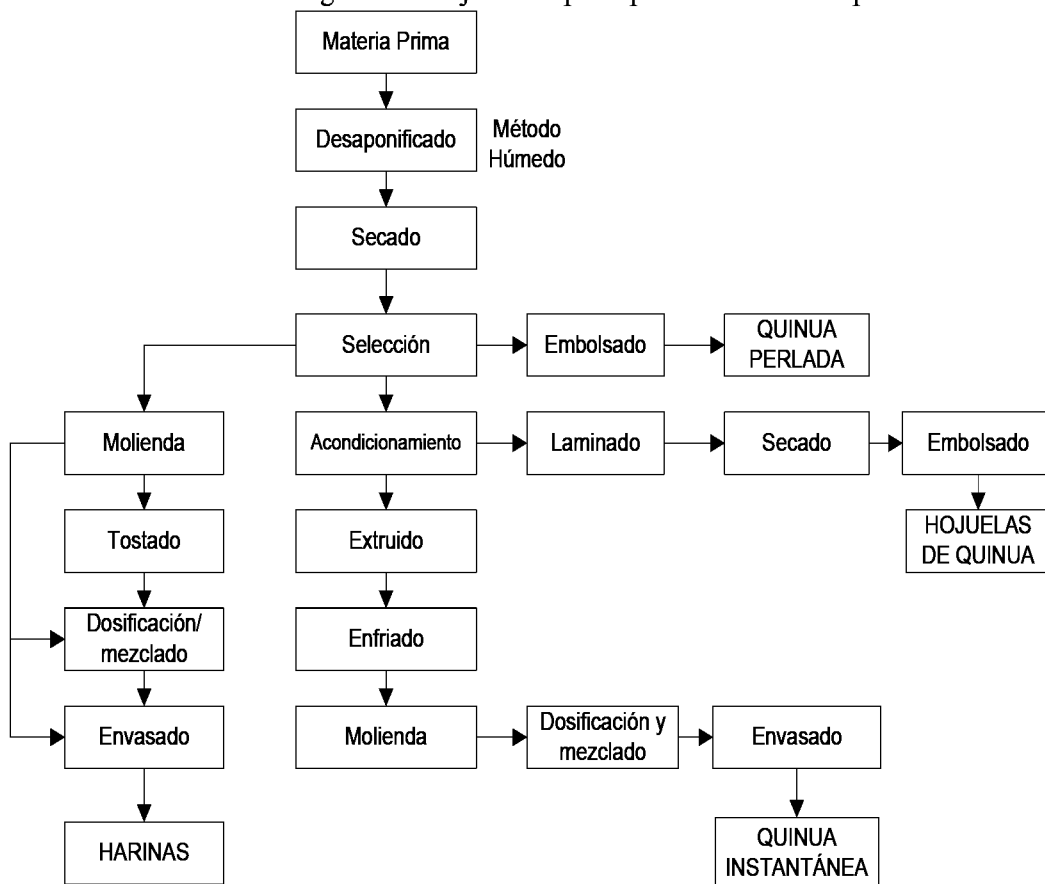 Materia Prima
Desaponificado
Método
Húmedo
Secado
Selección
Embolsado
QUINUA
PERLADA
Molienda
Acondicionamiento
Laminado
Secado
Embolsado
Tostado
Extruido
HOJUELAS
DE QUINUA
Dosificación/
mezclado
Enfriado
Envasado
Molienda
Dosificación y
mezclado
Envasado
HARINAS
QUINUA
INSTANTÁNEA